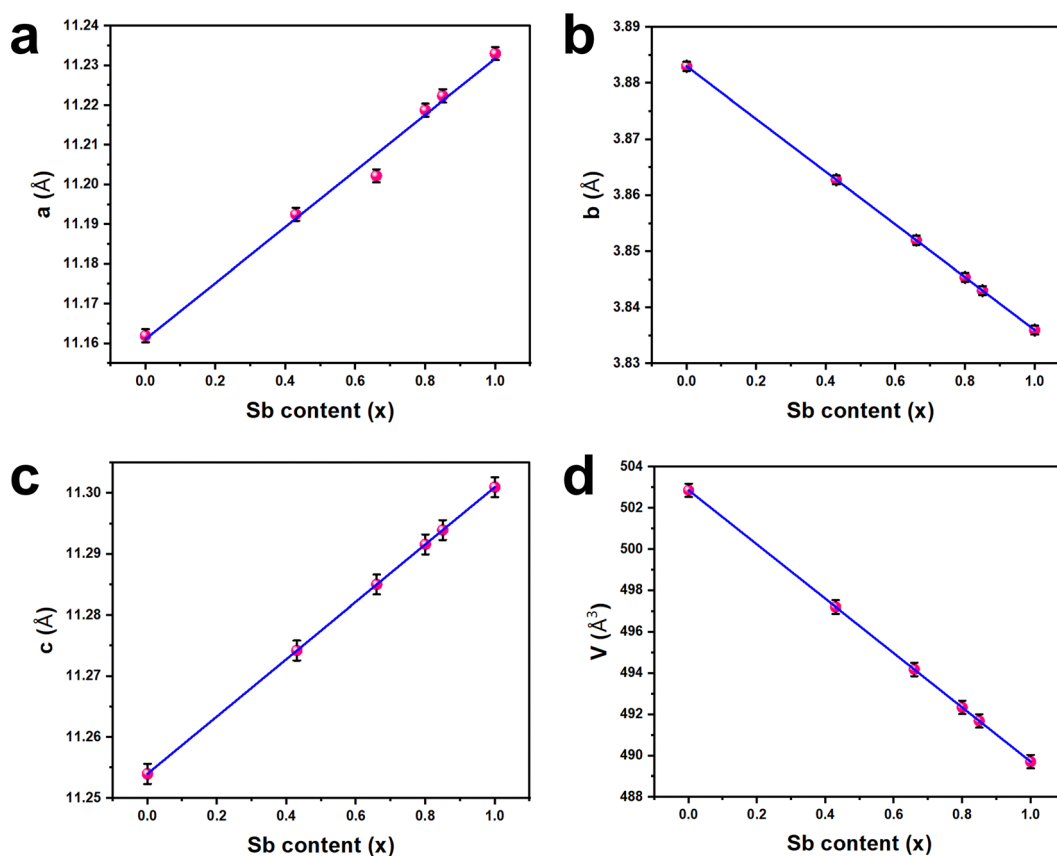 a
11.24
11.23
11.22
11.21
11.20
11.19
11.18
11.17
11.16
a (Å)
0.0 0.2 0.4 0.6 0.8 1.0
Sb content (x)
b
3.89
3.88
3.87
3.86
3.85
3.84
3.83
b (Å)
0.0 0.2 0.4 0.6 0.8 1.0
Sb content (x)
c
11.30
11.29
11.28
11.27
11.26
11.25
c (Å)
0.0 0.2 0.4 0.6 0.8 1.0
Sb content (x)
d
504
502
500
498
496
494
492
490
488
V (Å³)
0.0 0.2 0.4 0.6 0.8 1.0
Sb content (x)